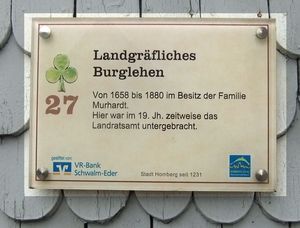 Landgräfliches
Burglehen
27
Von 1658 bis 1880 im Besitz der Familie
Murhardt.
Hier war im 19. Jh. zeitweise das
Landratsamt untergebracht.
gestiftet von:
VR-Bank
Schwalm-Eder
Stadt Homberg seit 1231